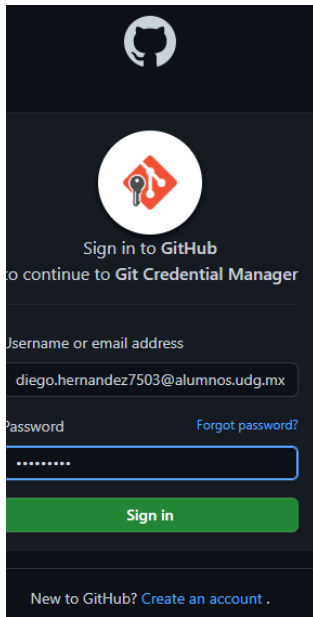 Sign in to GitHub
to continue to Git Credential Manager
Username or email address
diego.hernandez7503@alumnos.udg.mx
Password Forgot password?
•••••••••
Sign in
New to GitHub? Create an account .